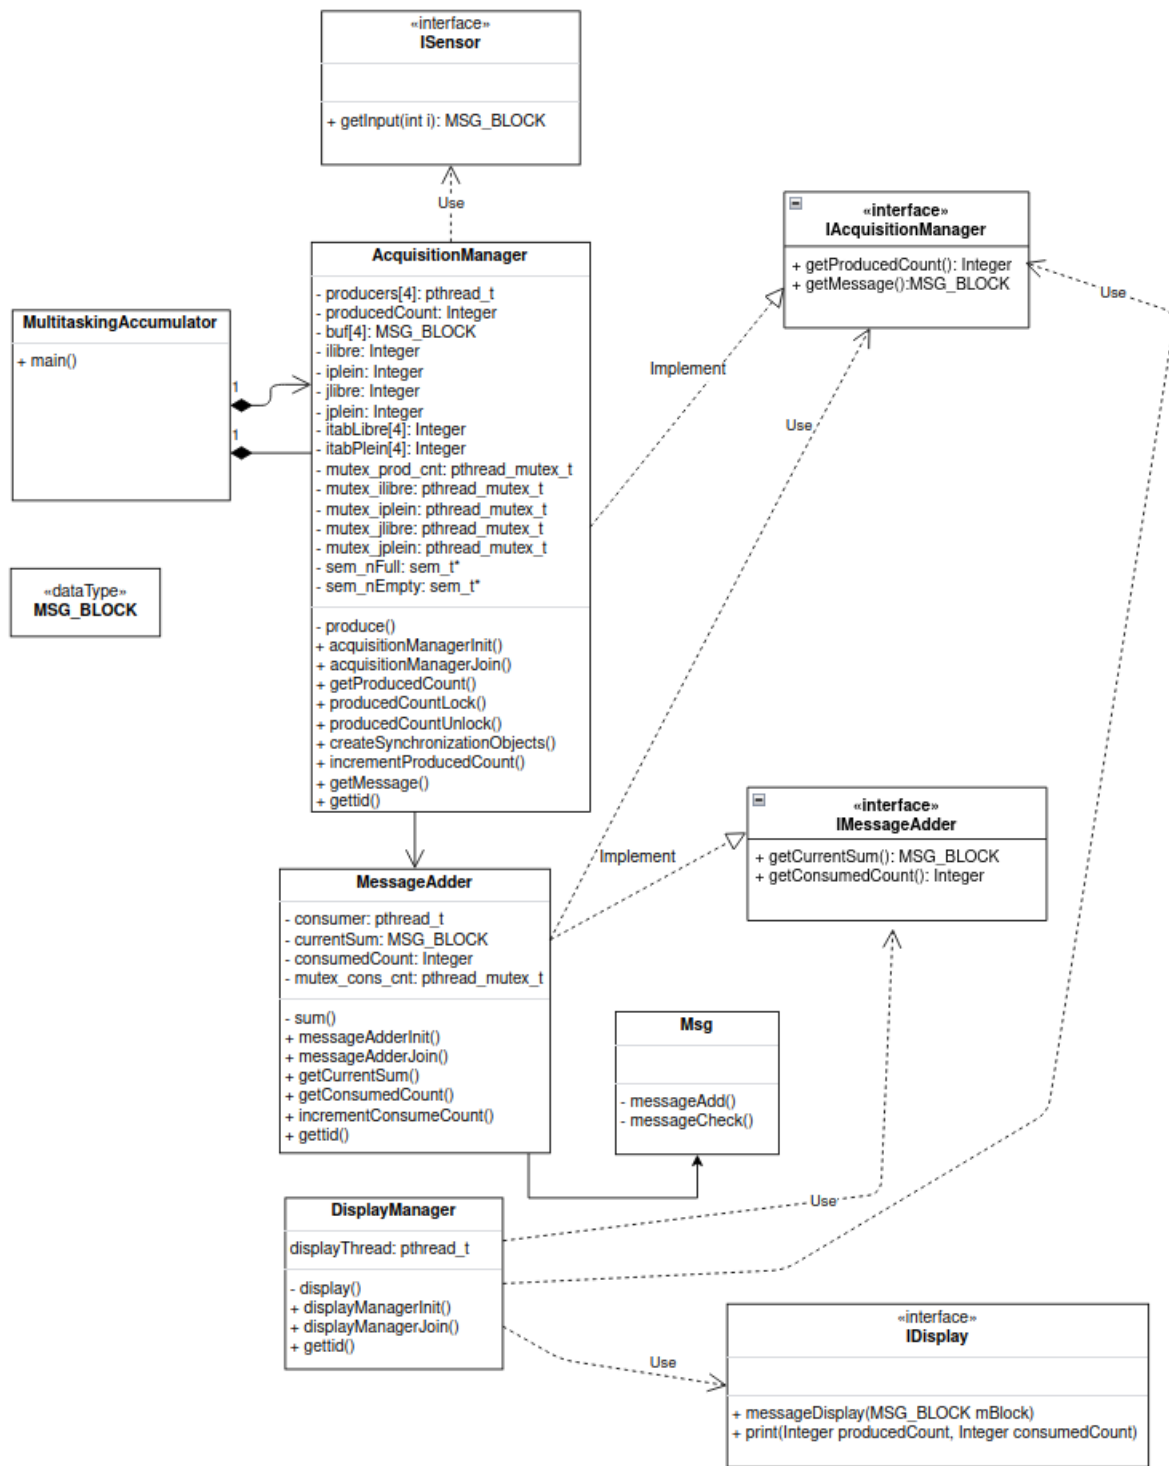 «interface»
ISensor
+ getInput(int i): MSG_BLOCK
Use
AcquisitionManager
- producers[4]: pthread_t
- producedCount: Integer
- buf[4]: MSG_BLOCK
- ilibre: Integer
- iplein: Integer
- jlibre: Integer
- jplein: Integer
- itabLibre[4]: Integer
- itabPlein[4]: Integer
- mutex_prod_cnt: pthread_mutex_t
- mutex_ilibre: pthread_mutex_t
- mutex_iplein: pthread_mutex_t
- mutex_jlibre: pthread_mutex_t
- mutex_jplein: pthread_mutex_t
- sem_nFull: sem_t*
- sem_nEmpty: sem_t*
- produce()
+ acquisitionManagerInit()
+ acquisitionManagerJoin()
+ getProducedCount()
+ producedCountLock()
+ producedCountUnlock()
+ createSynchronizationObjects()
+ incrementProducedCount()
+ getMessage()
+ gettid()
MultitaskingAccumulator
+ main()
1
1
«dataType»
MSG_BLOCK
«interface»
IAcquisitionManager
+ getProducedCount(): Integer
+ getMessage():MSG_BLOCK
Use
Implement
Use
«interface»
IMessageAdder
+ getCurrentSum(): MSG_BLOCK
+ getConsumedCount(): Integer
Implement
MessageAdder
- consumer: pthread_t
- currentSum: MSG_BLOCK
- consumedCount: Integer
- mutex_cons_cnt: pthread_mutex_t
- sum()
+ messageAdderInit()
+ messageAdderJoin()
+ getCurrentSum()
+ getConsumedCount()
+ incrementConsumeCount()
+ gettid()
Msg
- messageAdd()
- messageCheck()
DisplayManager
displayThread: pthread_t
- display()
+ displayManagerInit()
+ displayManagerJoin()
+ gettid()
Use
Use
«interface»
IDisplay
+ messageDisplay(MSG_BLOCK mBlock)
+ print(Integer producedCount, Integer consumedCount)